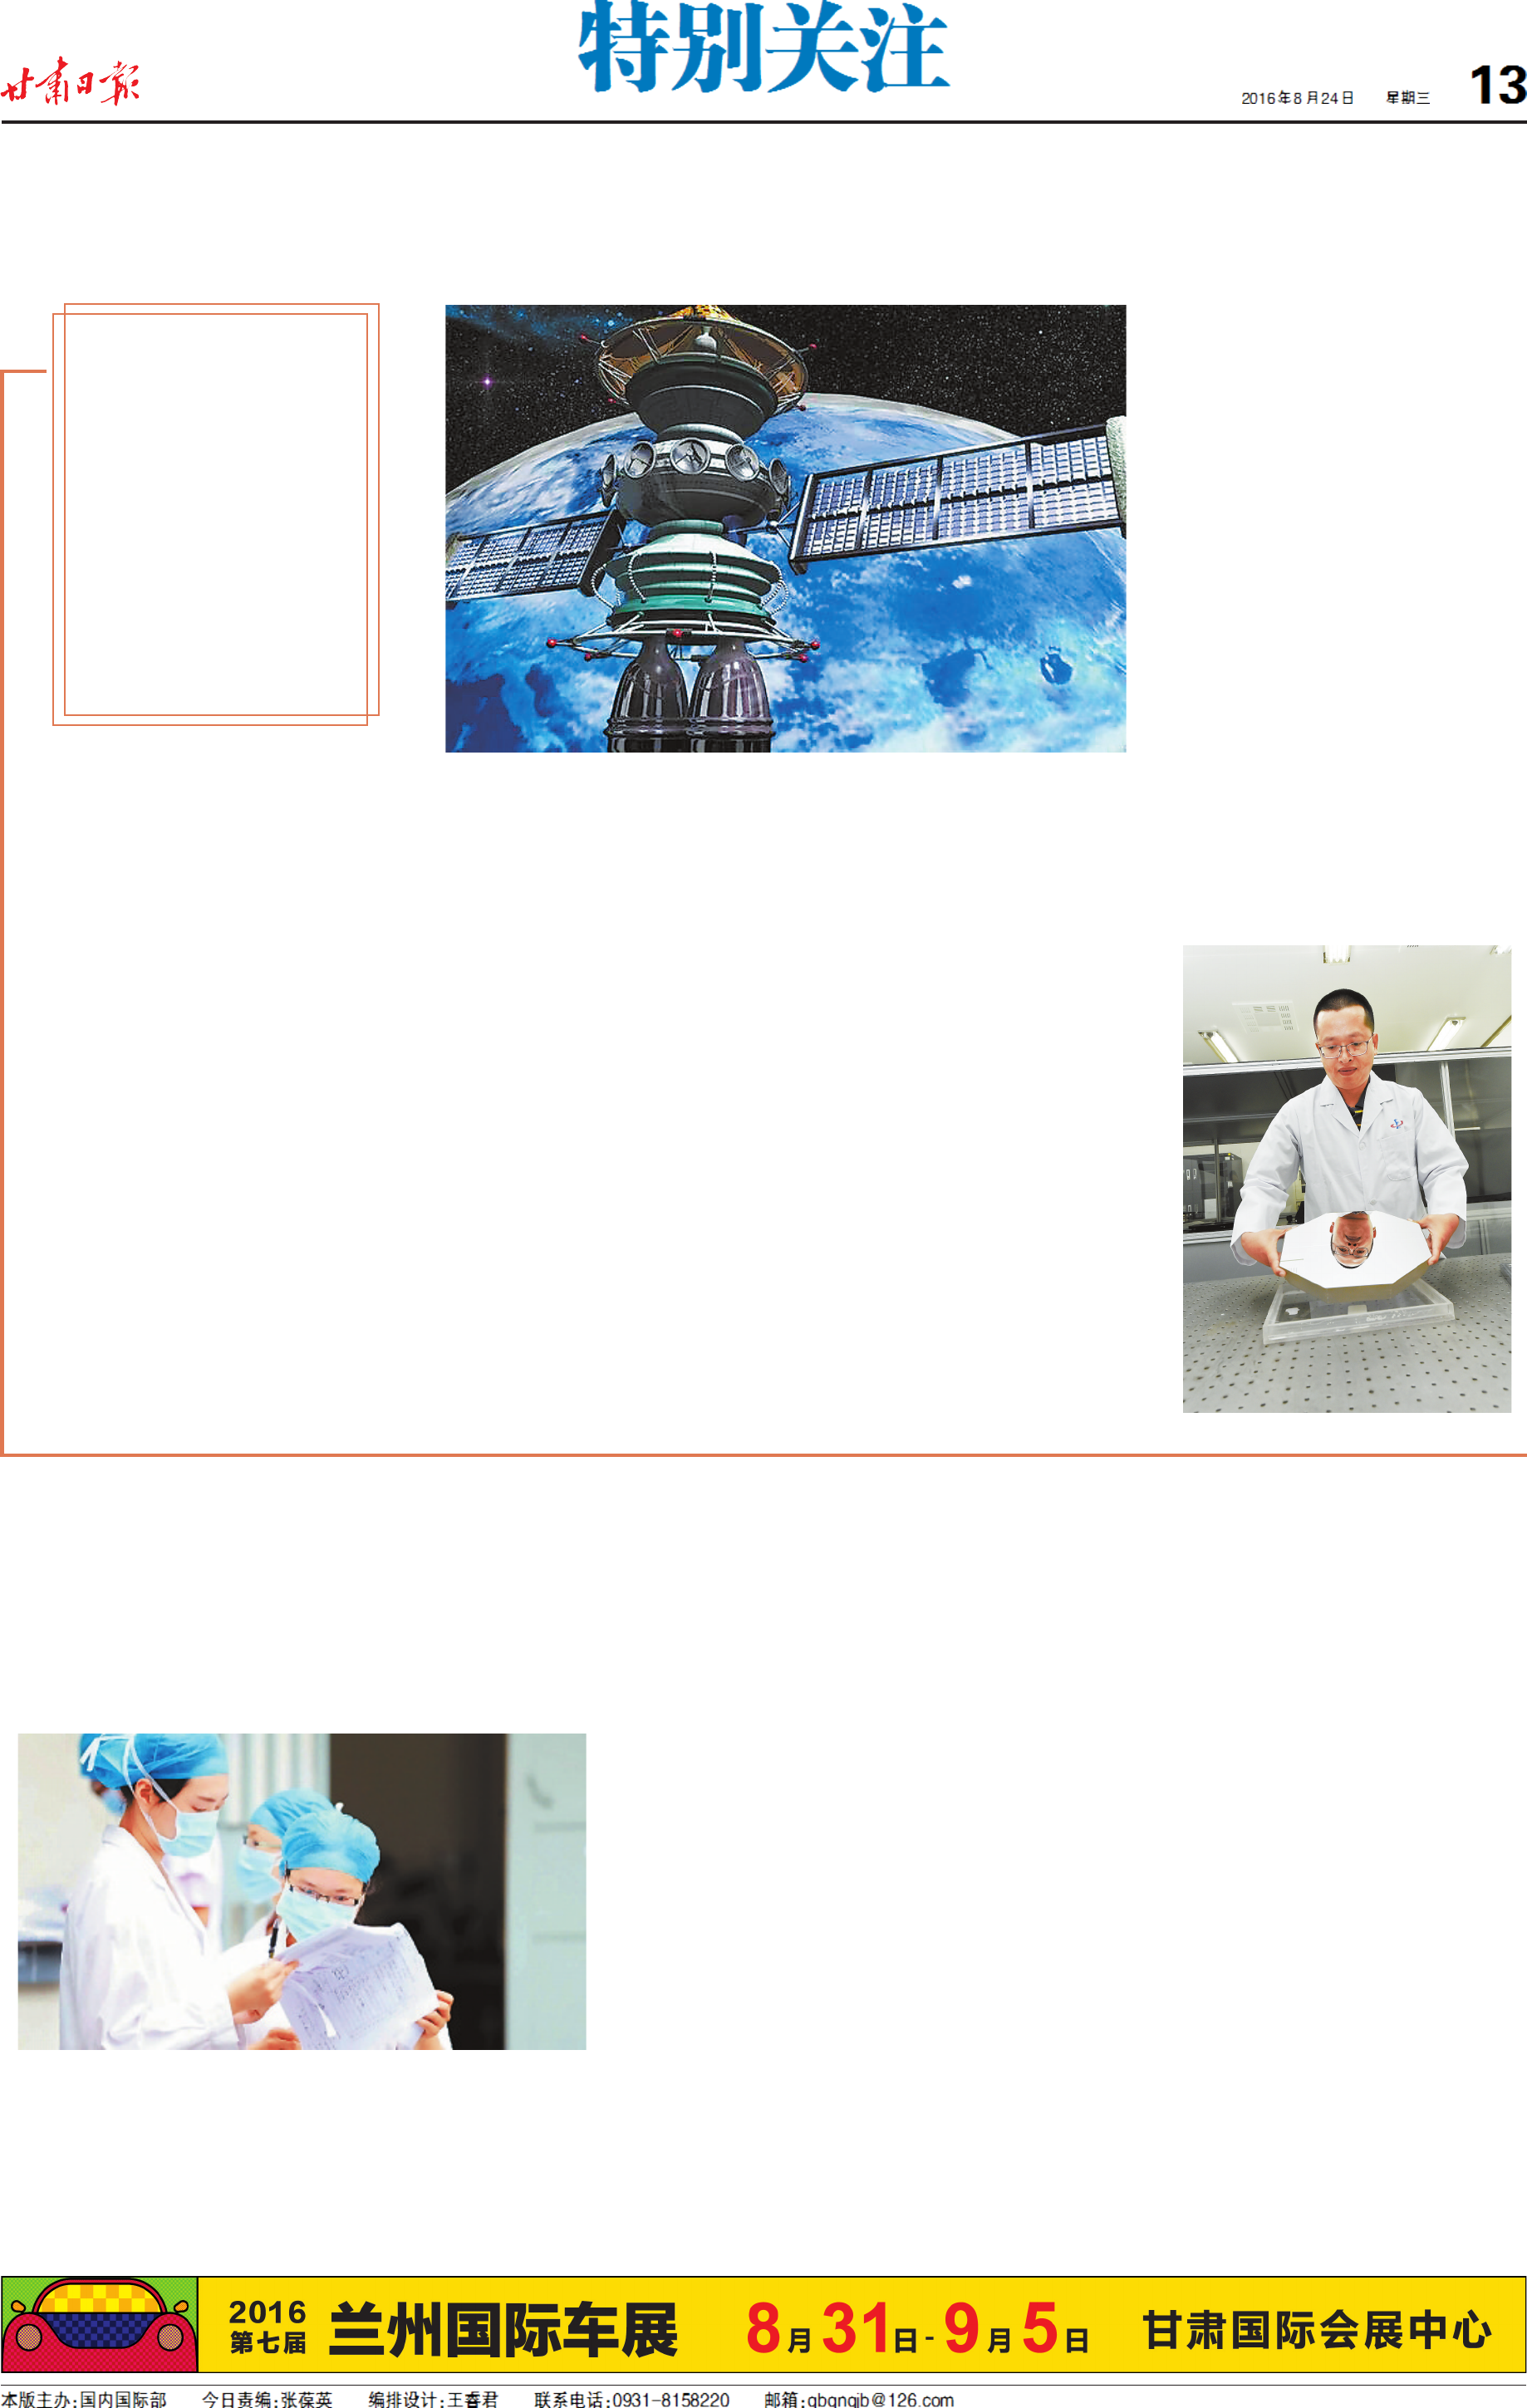 特别关注
甘肃日报
2016年8月24日 星期三 13
2016 第七届 兰州国际车展 8月31日-9月5日 甘肃国际会展中心
本版主办:国内国际部 今日责编:张葆英 编排设计:王睿君 联系电话:0931-8158220 邮箱:gbgngjb@126.com